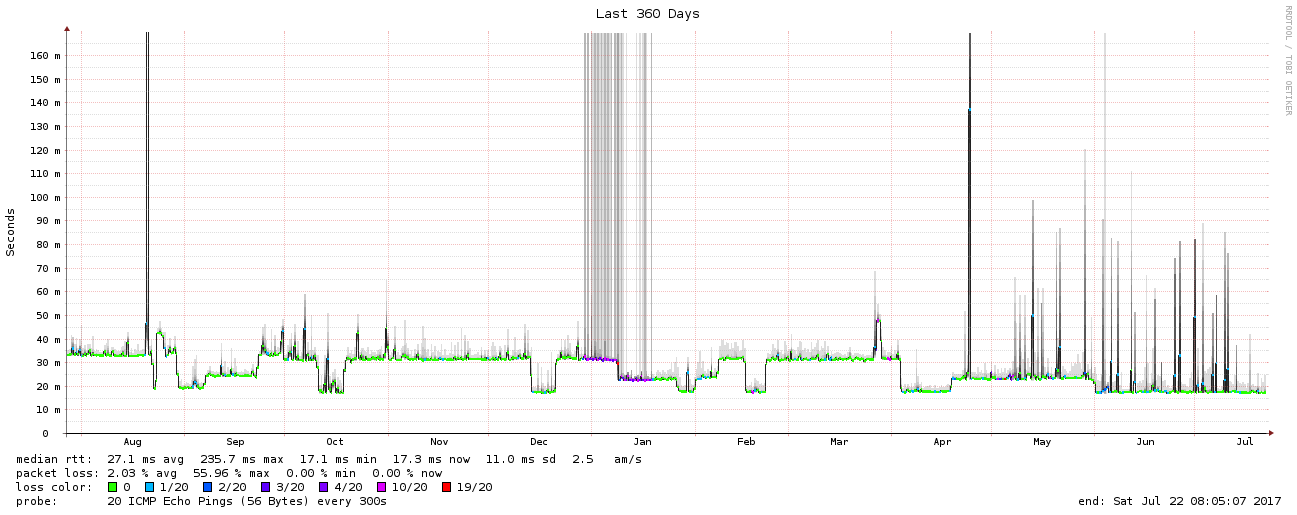 Last 360 Days
RRDTOOL / TOBI OETIKER
Seconds
160 m
150 m
140 m
130 m
120 m
110 m
100 m
90 m
80 m
70 m
60 m
50 m
40 m
30 m
20 m
10 m
0
Aug Sep Oct Nov Dec Jan Feb Mar Apr May Jun Jul
median rtt: 27.1 ms avg 235.7 ms max 17.1 ms min 17.3 ms now 11.0 ms sd 2.5 am/s
packet loss: 2.03 % avg 55.96 % max 0.00 % min 0.00 % now
loss color: 0 1/20 2/20 3/20 4/20 10/20 19/20
probe: 20 ICMP Echo Pings (56 Bytes) every 300s end: Sat Jul 22 08:05:07 2017